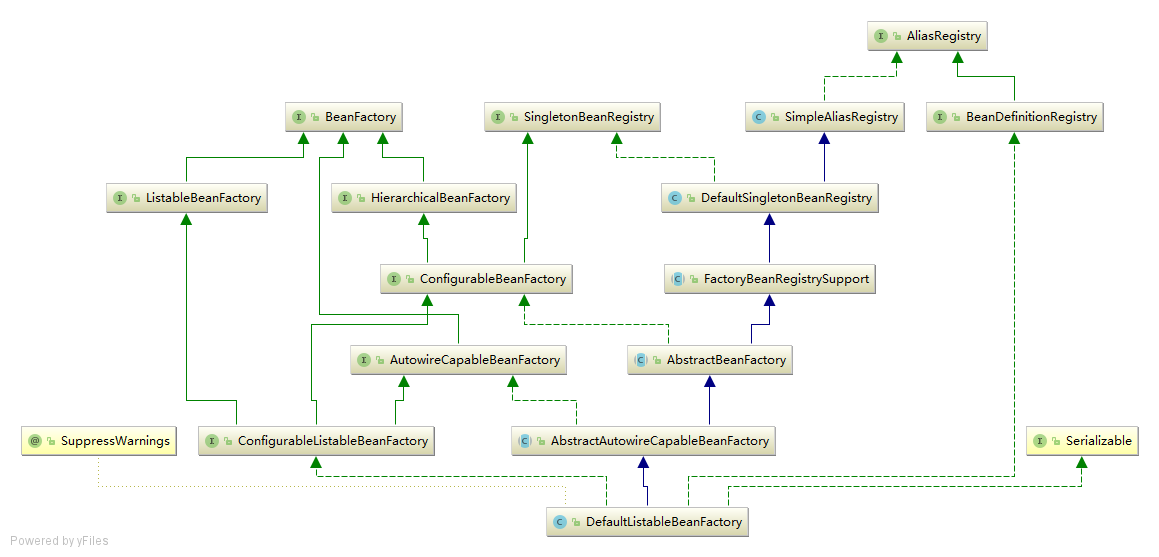 AliasRegistry
BeanFactory
SingletonBeanRegistry
SimpleAliasRegistry
BeanDefinitionRegistry
ListableBeanFactory
HierarchicalBeanFactory
DefaultSingletonBeanRegistry
ConfigurableBeanFactory
FactoryBeanRegistrySupport
AutowireCapableBeanFactory
AbstractBeanFactory
SuppressWarnings
ConfigurableListableBeanFactory
AbstractAutowireCapableBeanFactory
Serializable
DefaultListableBeanFactory
Powered by yFiles